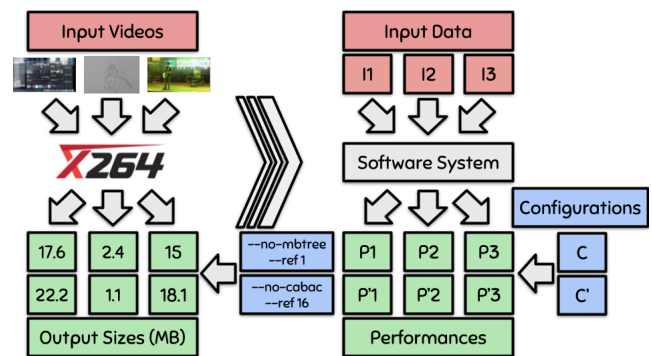 Input Videos
X264
17.6 2.4 15
22.2 1.1 18.1
Output Sizes (MB)
--no-mbtree
--ref 1
--no-cabac
--ref 16
Input Data
I1 I2 I3
Software System
Configurations
P1 P2 P3
C
P'1 P'2 P'3
C'
Performances